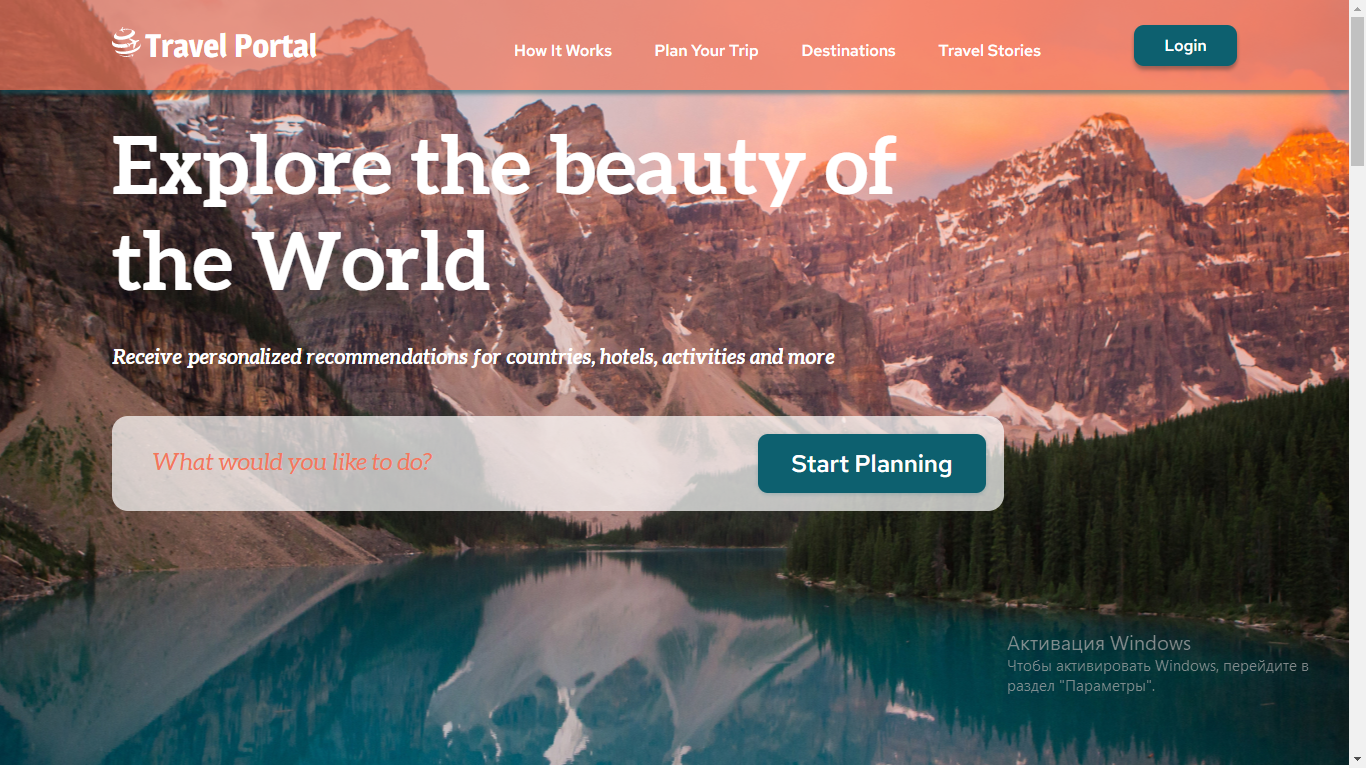 Travel Portal
How It Works
Plan Your Trip
Destinations
Travel Stories
Login
Explore the beauty of
the World
Receive personalized recommendations for countries, hotels, activities and more
What would you like to do?
Start Planning
Активация Windows
Чтобы активировать Windows, перейдите в
раздел "Параметры".